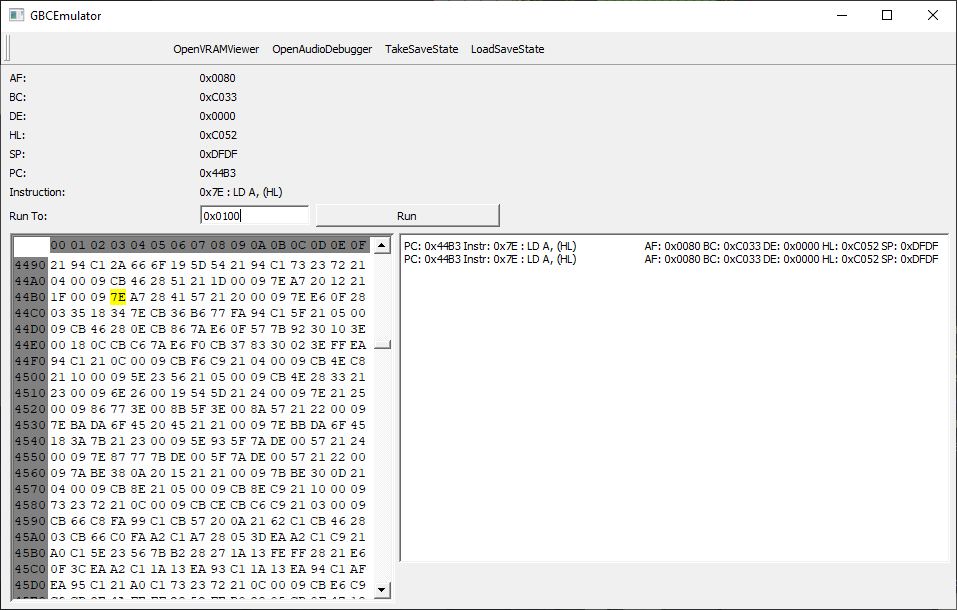 GBCEmulator
OpenVRAMViewer OpenAudioDebugger TakeSaveState LoadSaveState
AF: 0x0080
BC: 0xC033
DE: 0x0000
HL: 0xC052
SP: 0xDFDF
PC: 0x44B3
Instruction: 0x7E : LD A, (HL)
Run To: 0x0100 Run
00 01 02 03 04 05 06 07 08 09 0A 0B 0C 0D 0E 0F
4490 21 94 C1 2A 66 6F 19 5D 54 21 94 C1 73 23 72 21
44A0 04 00 09 CB 46 28 51 21 1D 00 09 7E A7 20 12 21
44B0 1F 00 09 7E A7 28 41 57 21 20 00 09 7E E6 0F 28
44C0 03 35 18 34 7E CB 36 B6 77 FA 94 C1 5F 21 05 00
44D0 09 CB 46 28 0E CB 86 7A E6 0F 57 7B 92 30 10 3E
44E0 00 18 0C CB C6 7A E6 F0 CB 37 83 30 02 3E FF EA
44F0 94 C1 21 0C 00 09 CB F6 C9 21 04 00 09 CB 4E C8
4500 21 10 00 09 5E 23 56 21 05 00 09 CB 4E 28 33 21
4510 23 00 09 6E 26 00 19 54 5D 21 24 00 09 7E 21 25
4520 00 09 86 77 3E 00 8B 5F 3E 00 8A 57 21 22 00 09
4530 7E BA DA 6F 45 20 45 21 21 00 09 7E BB DA 6F 45
4540 18 3A 7B 21 23 00 09 5E 93 5F 7A DE 00 57 21 24
4550 00 09 7E 87 77 7B DE 00 5F 7A DE 00 57 21 22 00
4560 09 7A BE 38 0A 20 15 21 21 00 09 7B BE 30 0D 21
4570 04 00 09 CB 8E 21 05 00 09 CB 8E C9 21 10 00 09
4580 73 23 72 21 0C 00 09 CB CE CB C6 C9 21 03 00 09
4590 CB 66 C8 FA 99 C1 CB 57 20 0A 21 62 C1 CB 46 28
45A0 03 CB 66 C0 FA A2 C1 A7 28 05 3D EA A2 C1 C9 21
45B0 A0 C1 5E 23 56 7B B2 28 27 1A 13 FE FF 28 21 E6
45C0 0F 3C EA A2 C1 1A 13 EA 93 C1 1A 13 EA 94 C1 AF
45D0 EA 95 C1 21 A0 C1 73 23 72 21 0C 00 09 CB E6 C9
PC: 0x44B3 Instr: 0x7E : LD A, (HL) AF: 0x0080 BC: 0xC033 DE: 0x0000 HL: 0xC052 SP: 0xDFDF
PC: 0x44B3 Instr: 0x7E : LD A, (HL) AF: 0x0080 BC: 0xC033 DE: 0x0000 HL: 0xC052 SP: 0xDFDF